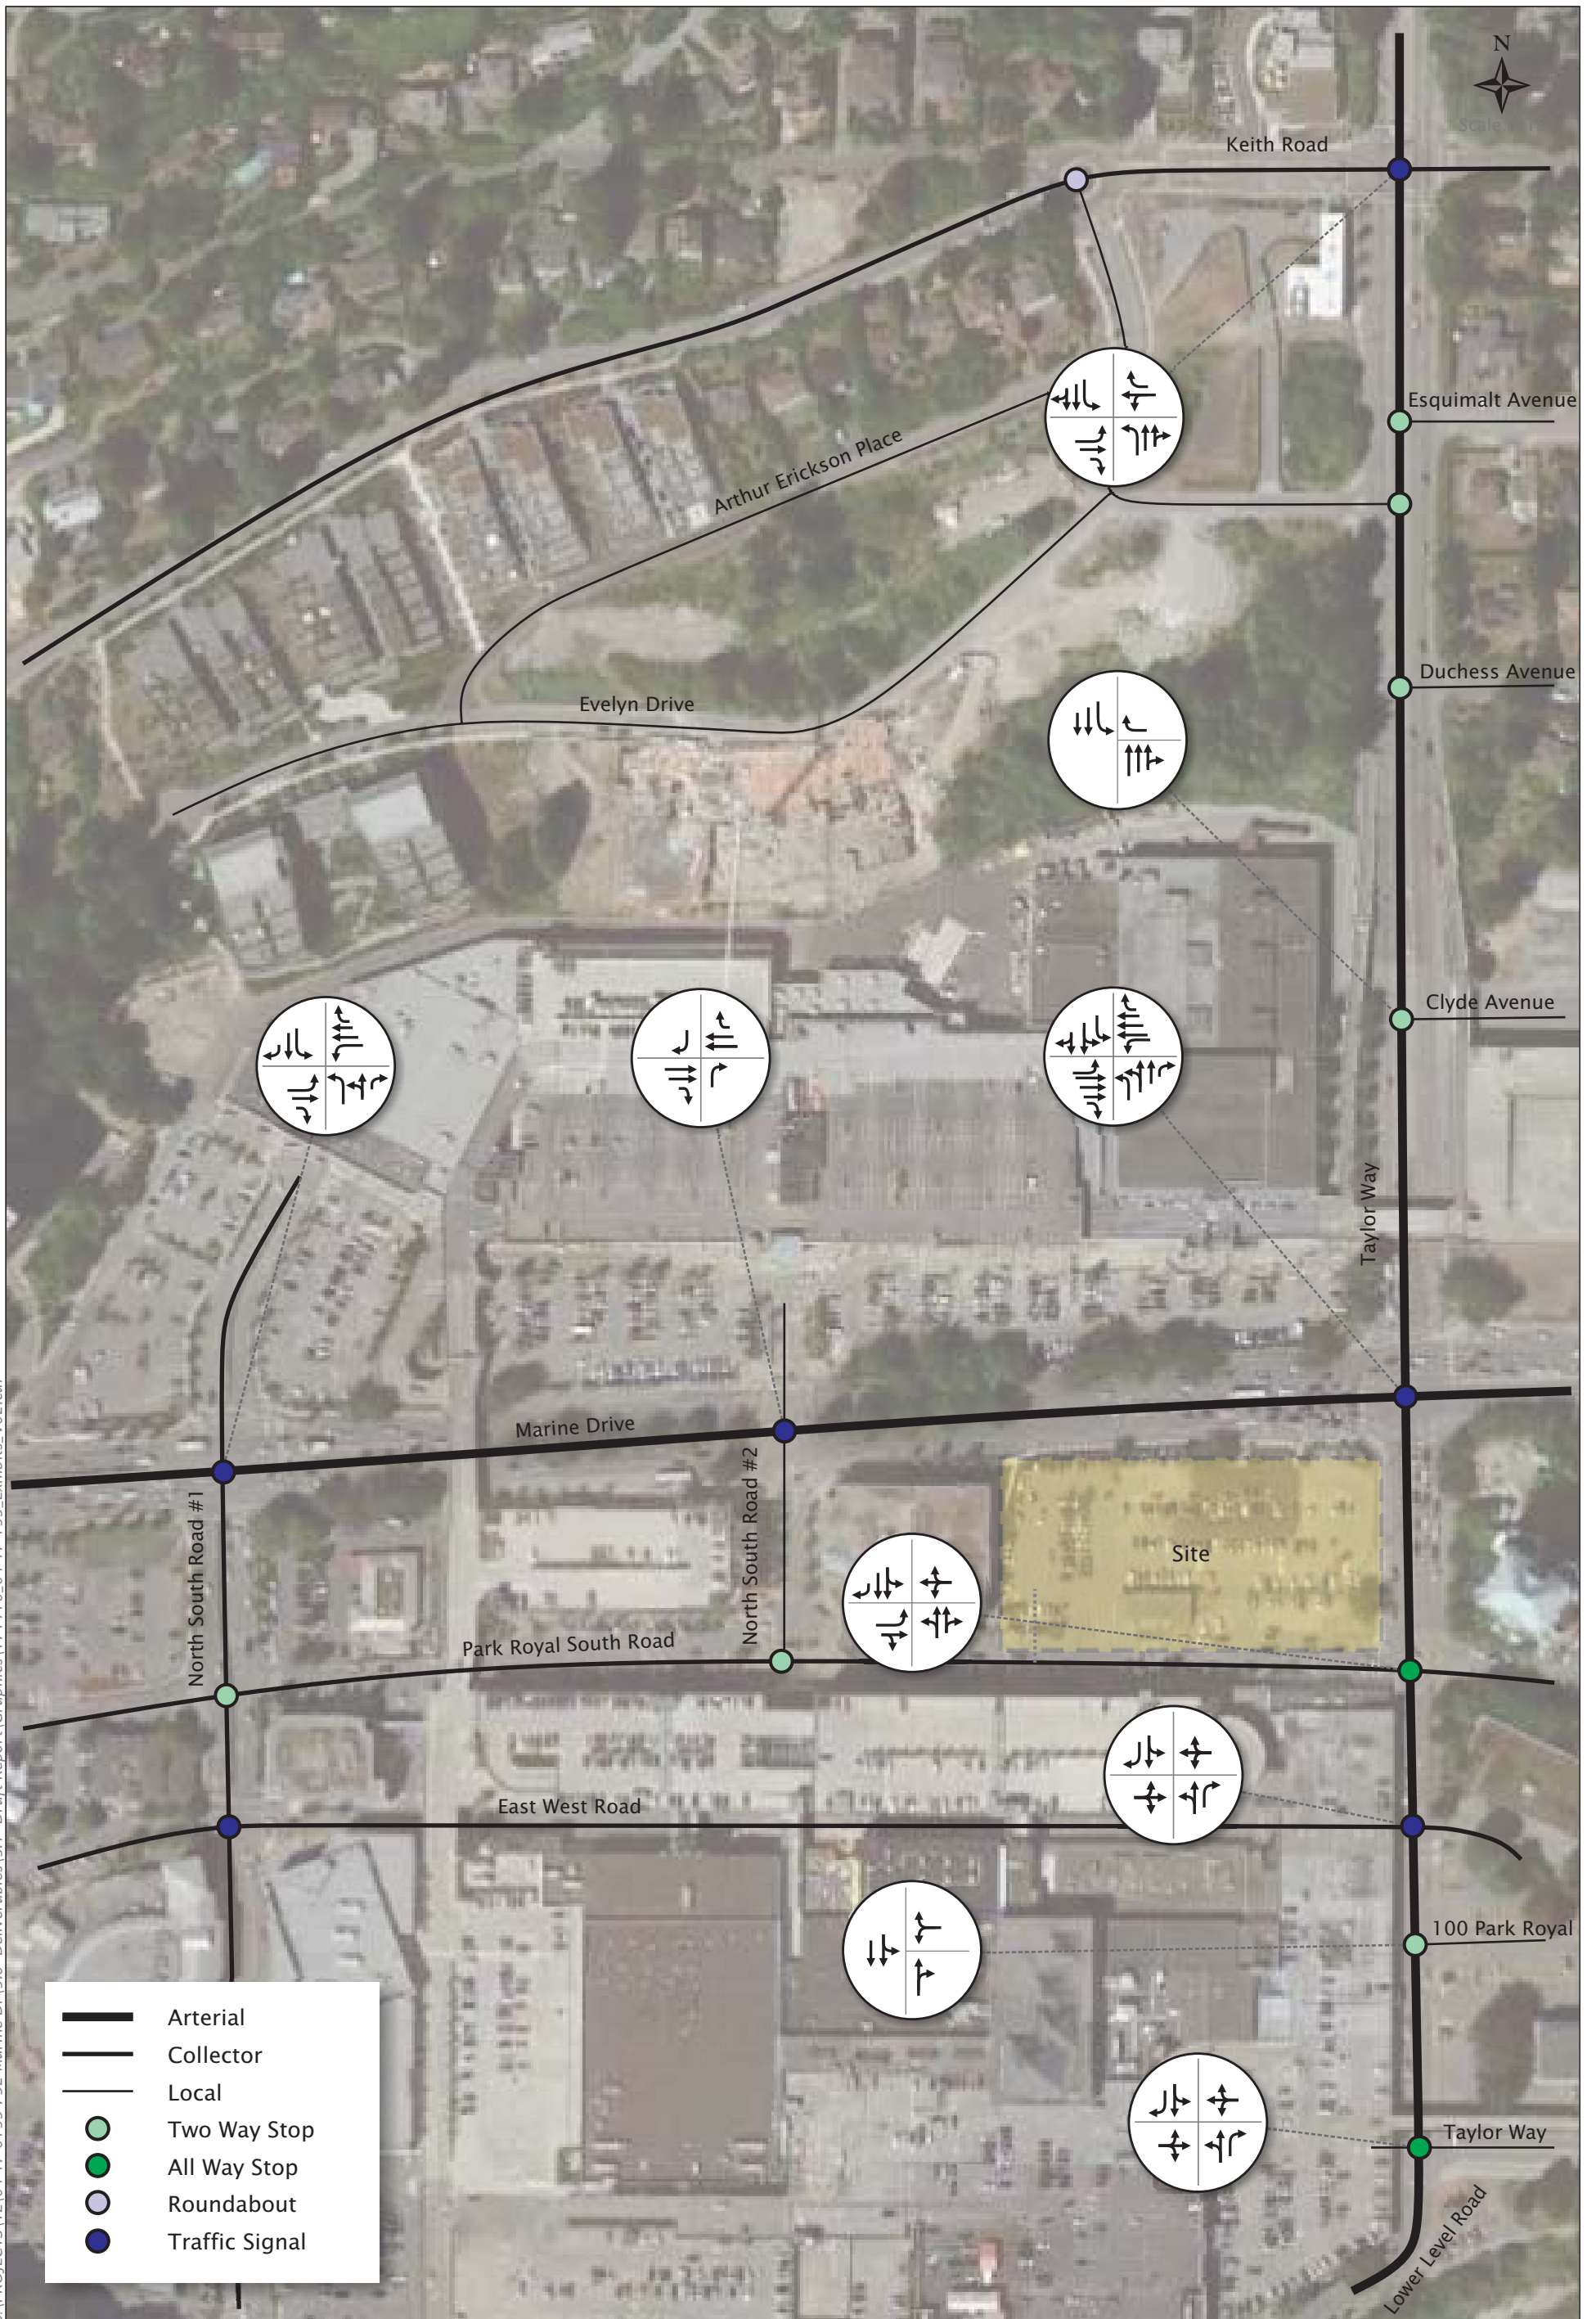 N
Keith Road
Esquimalt Avenue
Arthur Erickson Place
Duchess Avenue
Evelyn Drive
Clyde Avenue
Taylor Way
Marine Drive
North South Road #1
North South Road #2
Site
Park Royal South Road
East West Road
100 Park Royal
Taylor Way
Lower Level Road
Arterial
Collector
Local
Two Way Stop
All Way Stop
Roundabout
Traffic Signal